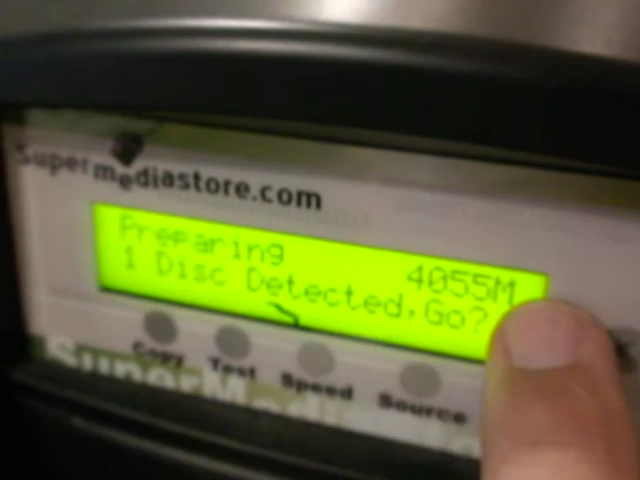 Supermediastore.com
Preparing 4055M
1 Disc Detected,Go?
Copy Test Speed Source